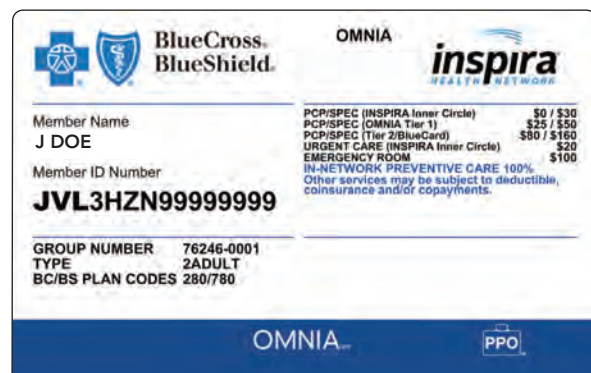 BlueCross®
BlueShield®
OMNIA
inspira
HEALTH NETWORK
Member Name
J DOE
Member ID Number
JVL3HZN99999999
PCP/SPEC (INSPIRA Inner Circle) $0 / $30
PCP/SPEC (OMNIA Tier 1) $25 / $50
PCP/SPEC (Tier 2/BlueCard) $80 / $160
URGENT CARE (INSPIRA Inner Circle) $20
EMERGENCY ROOM $100
IN-NETWORK PREVENTIVE CARE 100%
Other services may be subject to deductible,
coinsurance and/or copayments.
GROUP NUMBER 76246-0001
TYPE 2ADULT
BC/BS PLAN CODES 280/780
OMNIA
PPO